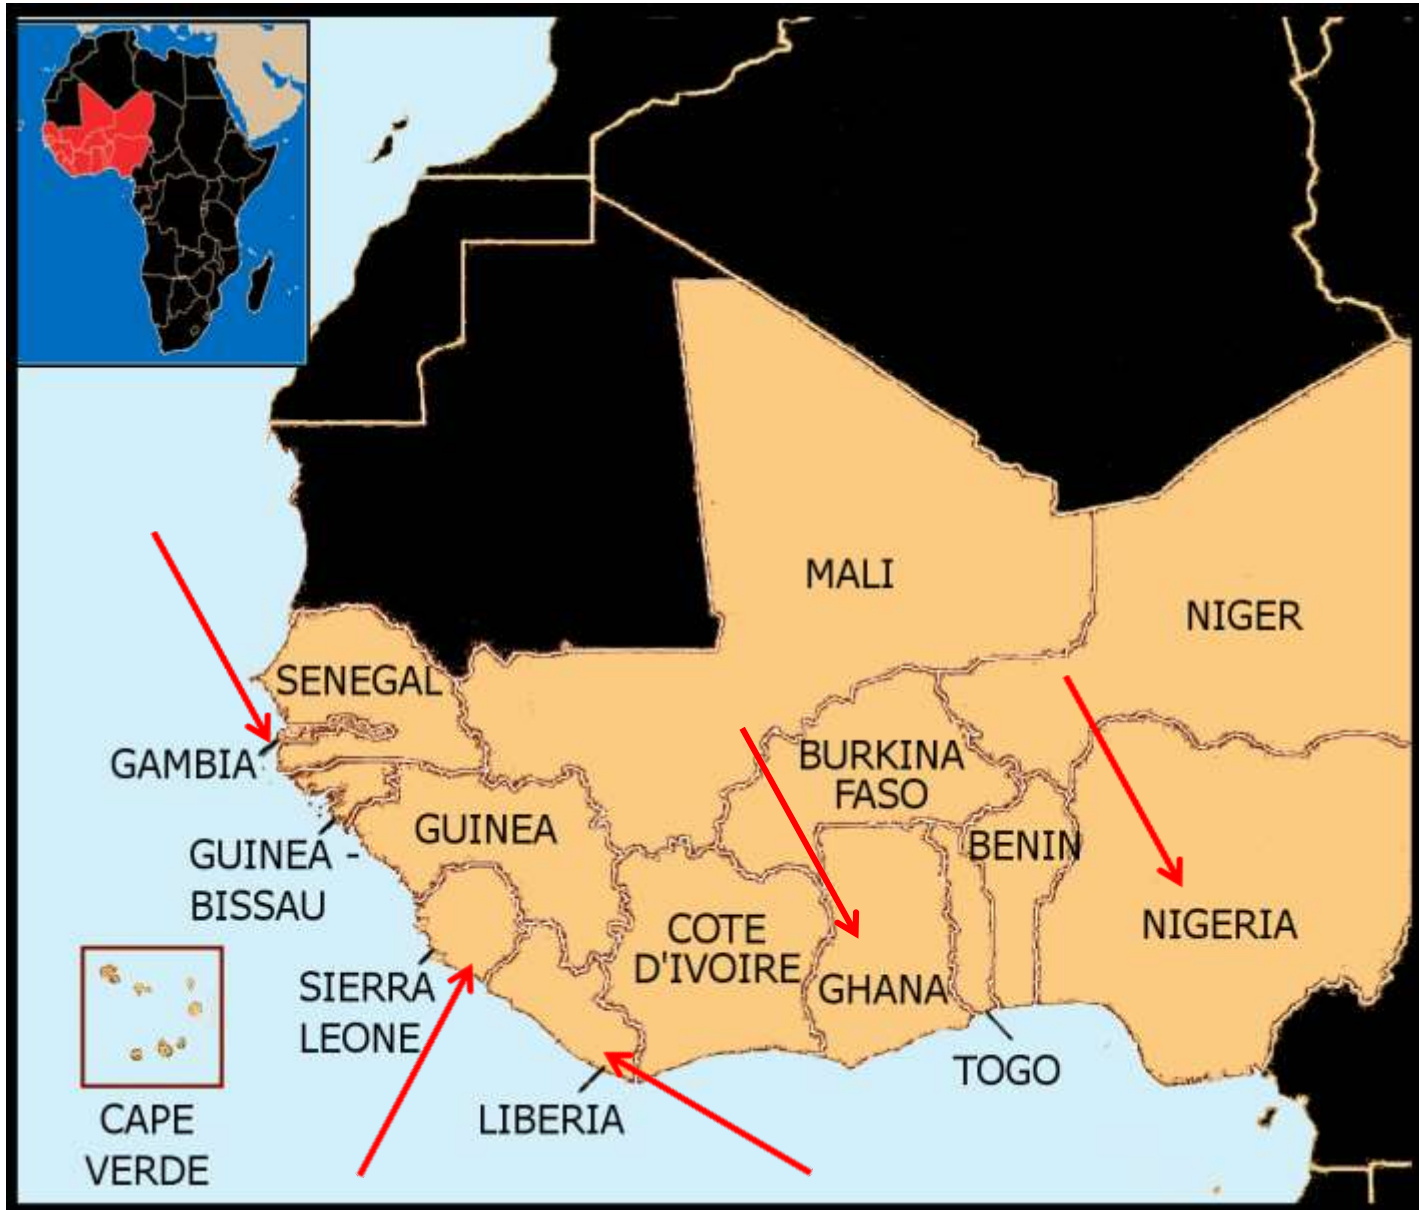 MALI
NIGER
SENEGAL
GAMBIA
BURKINA
FASO
GUINEA
BENIN
GUINEA -
BISSAU
COTE
D'IVOIRE
NIGERIA
SIERRA
LEONE
GHANA
TOGO
LIBERIA
CAPE
VERDE